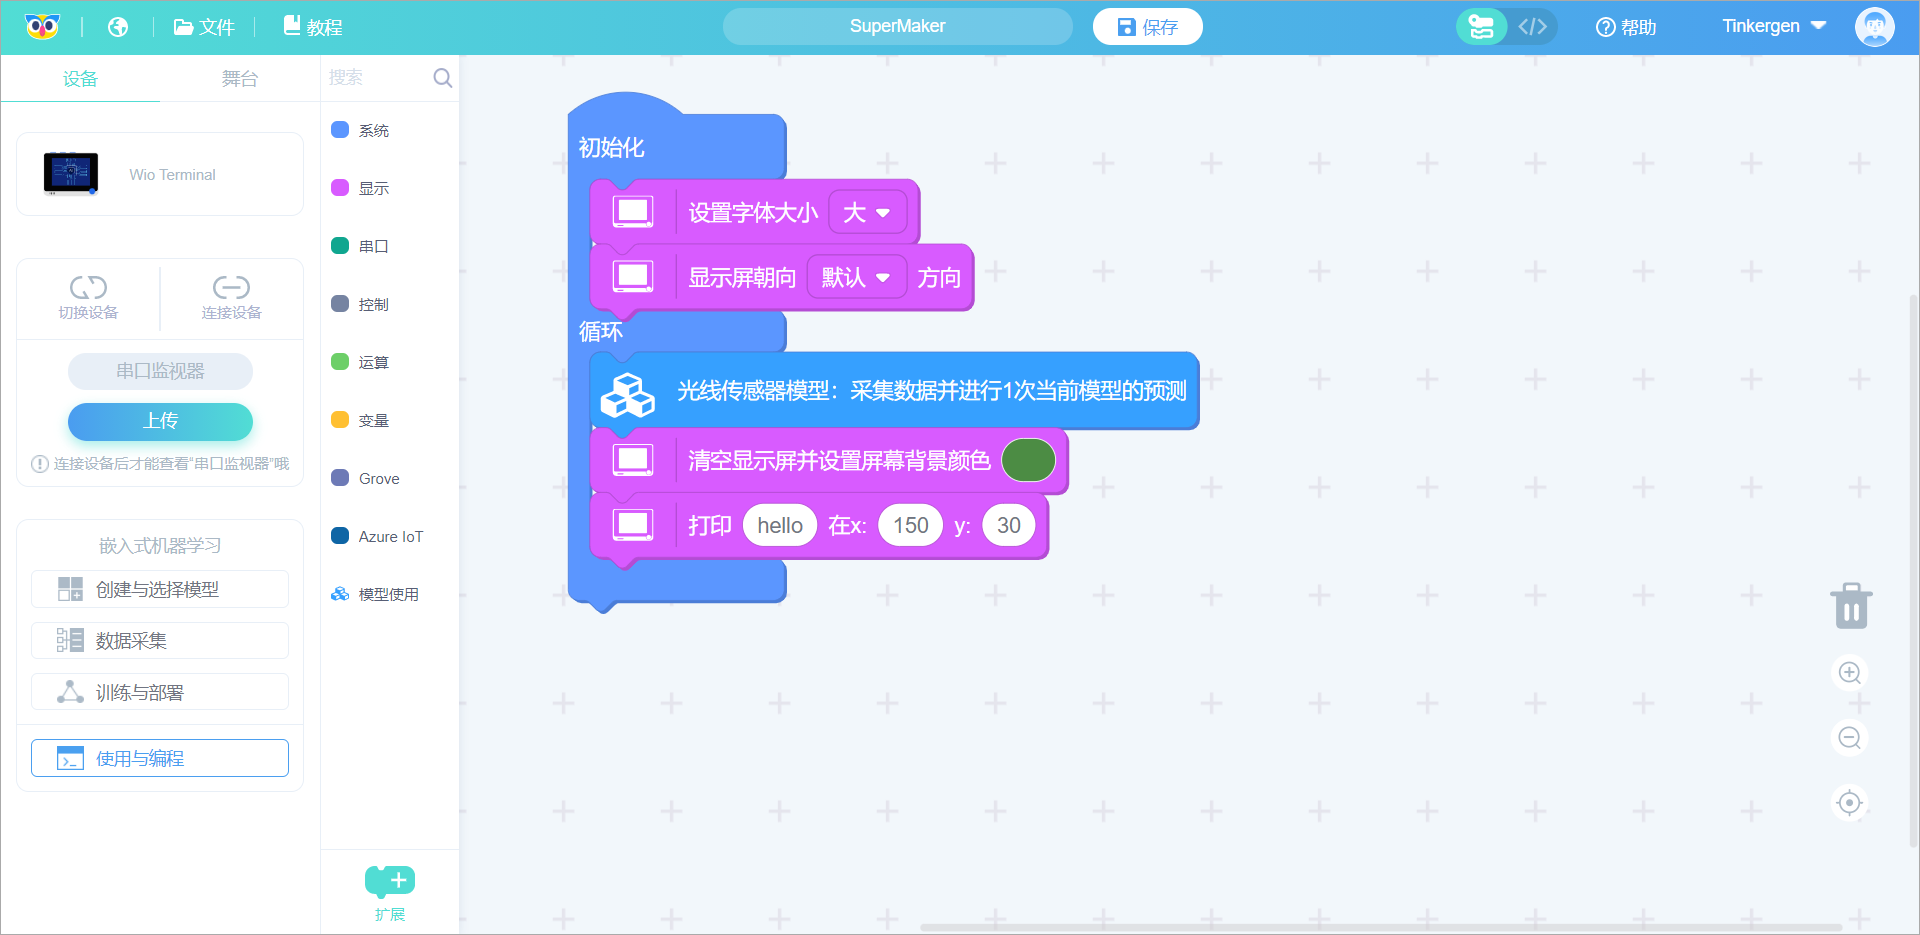 文件
教程
SuperMaker
保存
帮助
Tinkergen
设备
舞台
搜索
Wio Terminal
切换设备
连接设备
串口监视器
上传
连接设备后才能查看“串口监视器”哦
嵌入式机器学习
创建与选择模型
数据采集
训练与部署
使用与编程
系统
显示
串口
控制
运算
变量
Grove
Azure IoT
模型使用
扩展
初始化
设置字体大小 大
显示屏朝向 默认 方向
循环
光线传感器模型：采集数据并进行1次当前模型的预测
清空显示屏并设置屏幕背景颜色
打印 hello 在x: 150 y: 30